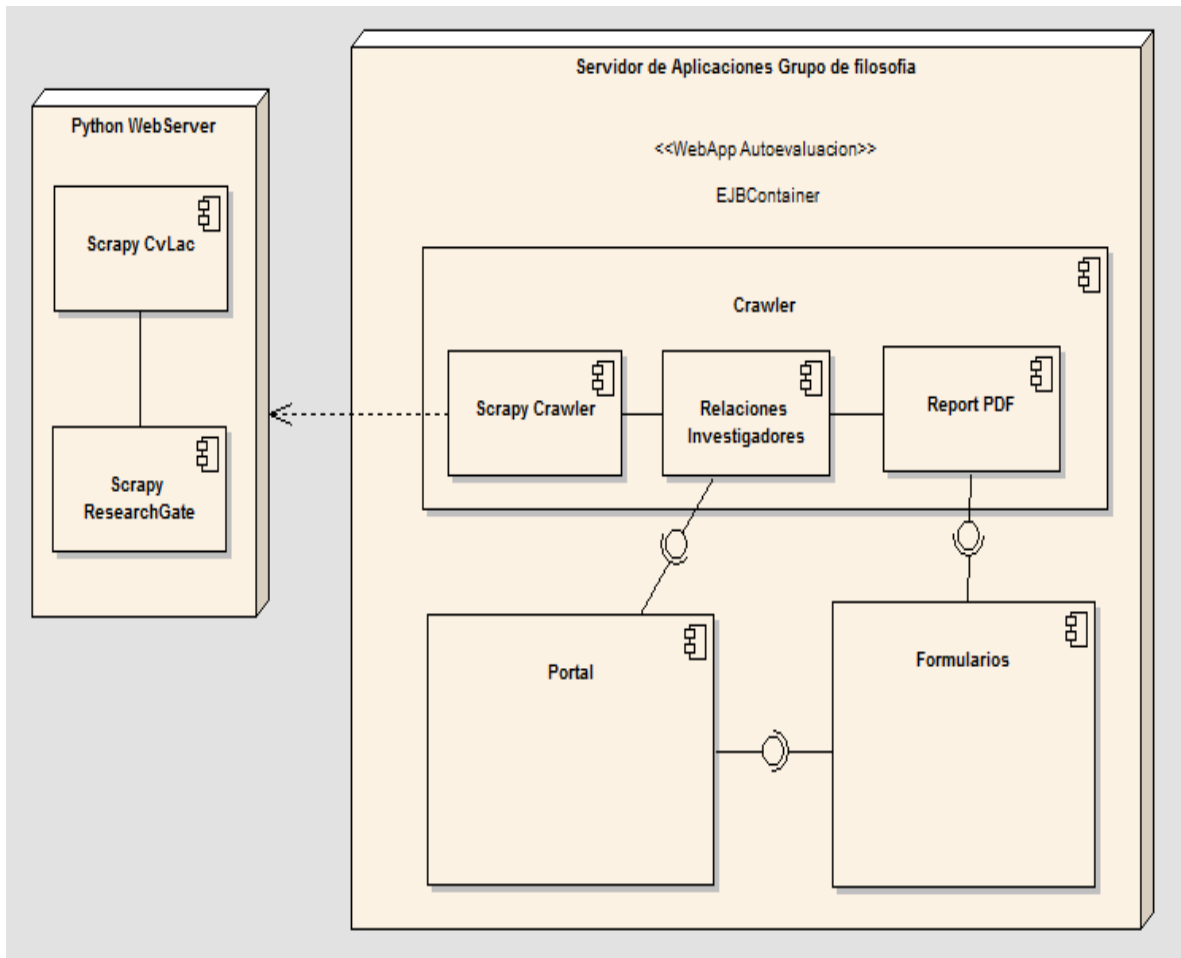 Servidor de Aplicaciones Grupo de filosofia
<<WebApp Autoevaluacion>>
EJBContainer
Python WebServer
Scrapy CvLac
Scrapy
ResearchGate
Crawler
Scrapy Crawler
Relaciones
Investigadores
Report PDF
Portal
Formularios